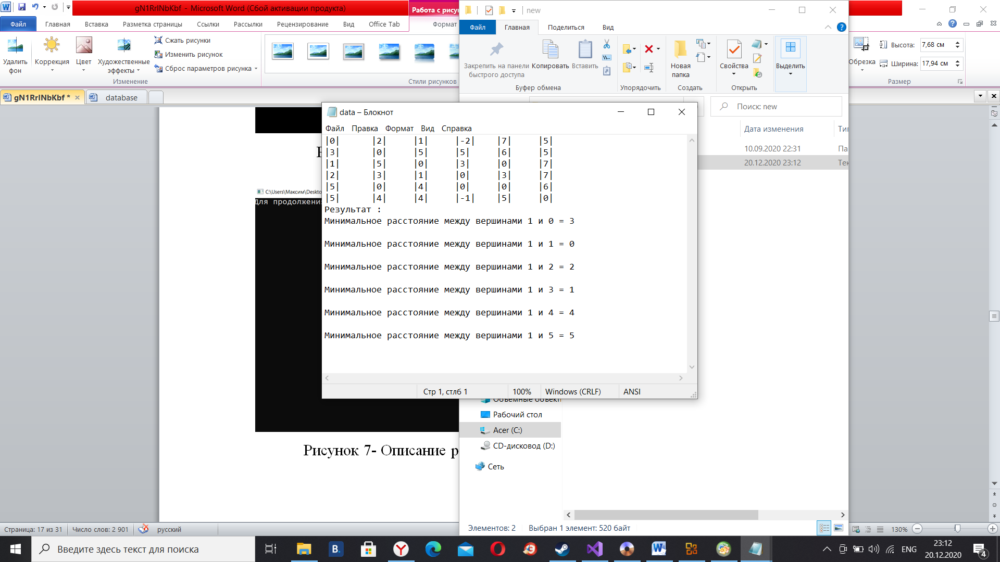 gN1RrINbKbf - Microsoft Word (Сбой активации продукта)
Работа с рисун
new
Файл Главная Вставка Разметка страницы Ссылки Рассылки Рецензирование Вид Office Tab Формат
Файл Главная Поделиться Вид
Удалить фон
Коррекция
Цвет
Художественные эффекты
Сжать рисунки
Изменить рисунок
Сброс параметров рисунка
Изменение
Стили рисунков
Закрепить на панели быстрого доступа
Копировать
Вставить
Буфер обмена
Упорядочить
Новая папка
Создать
Свойства
Открыть
Выделить
Обрезка
Высота: 7,68 см
Ширина: 17,94 см
Размер
gN1RrINbKbf *
database
Поиск: new
Дата изменения Ти
10.09.2020 22:31 Па
20.12.2020 23:12 Тек
data – Блокнот
Файл Правка Формат Вид Справка
|0| |2| |1| |-2| |7| |5|
|3| |0| |5| |5| |6| |5|
|1| |5| |0| |3| |0| |7|
|2| |3| |1| |0| |3| |7|
|5| |0| |4| |0| |0| |6|
|5| |4| |4| |-1| |5| |0|
Результат :
Минимальное расстояние между вершинами 1 и 0 = 3
Минимальное расстояние между вершинами 1 и 1 = 0
Минимальное расстояние между вершинами 1 и 2 = 2
Минимальное расстояние между вершинами 1 и 3 = 1
Минимальное расстояние между вершинами 1 и 4 = 4
Минимальное расстояние между вершинами 1 и 5 = 5
Стр 1, стлб 1 100% Windows (CRLF) ANSI
C:\Users\Максим\Deskto
Для продолжени
Объемные объект
Рабочий стол
Acer (C:)
CD-дисковод (D:)
Сеть
Рисунок 7- Описание р
Элементов: 2 Выбран 1 элемент: 520 байт
Страница: 17 из 31 Число слов: 2 901 русский
130%
Введите здесь текст для поиска
B.
ENG
23:12
20.12.2020
4